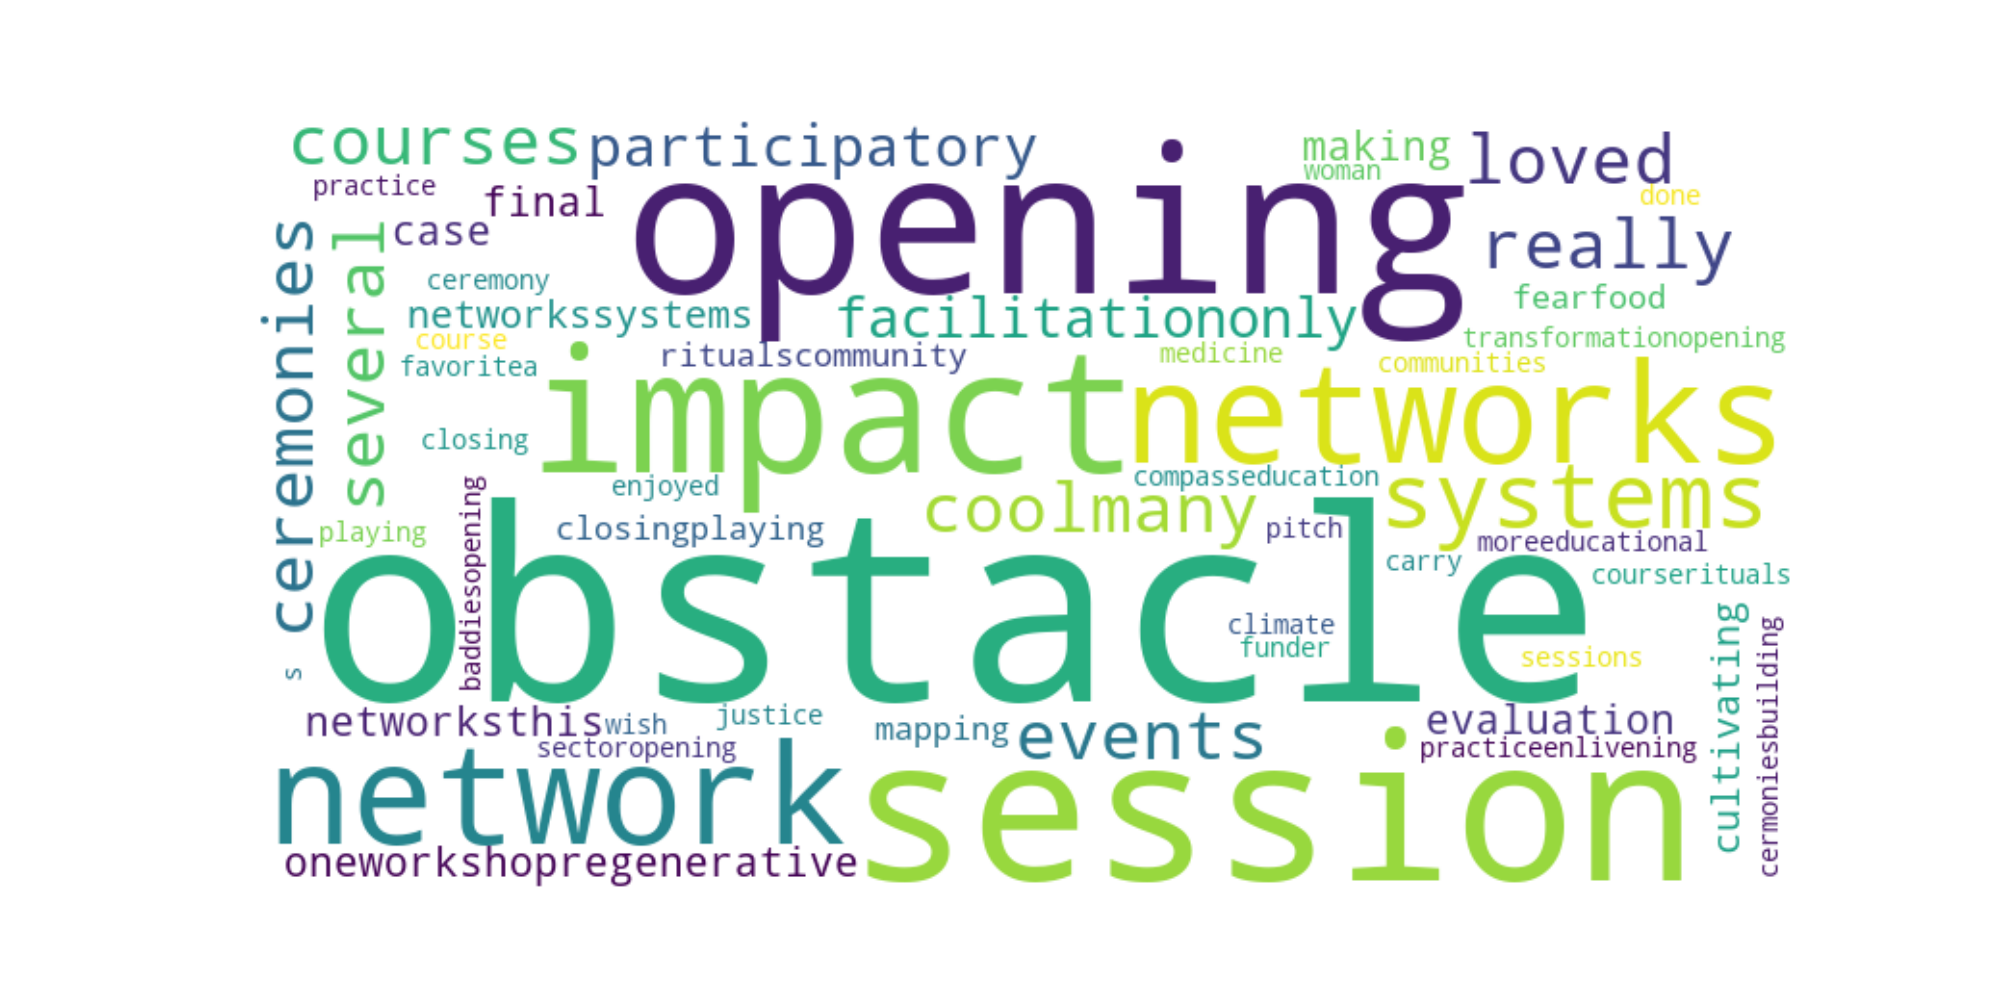 courses
participatory
making
loved
woman
practice
final
done
opening
case
really
ceremonies
several
ceremony
fearfood
networkssystems
facilitationonly
transformationopening
course
ritualscommunity
medicine
communities
favoritea
impact
networks
closing
compasseducation
enjoyed
coolmany
systems
playing
closingplaying
pitch
moreeducational
baddiesopening
carry
courserituals
obstacle
climate
funder
sessions
s
cultivating
cermoniesbuilding
networksthis
wish
justice
mapping
events
evaluation
sectoropening
practiceenlivening
network
session
oneworkshopregenerative